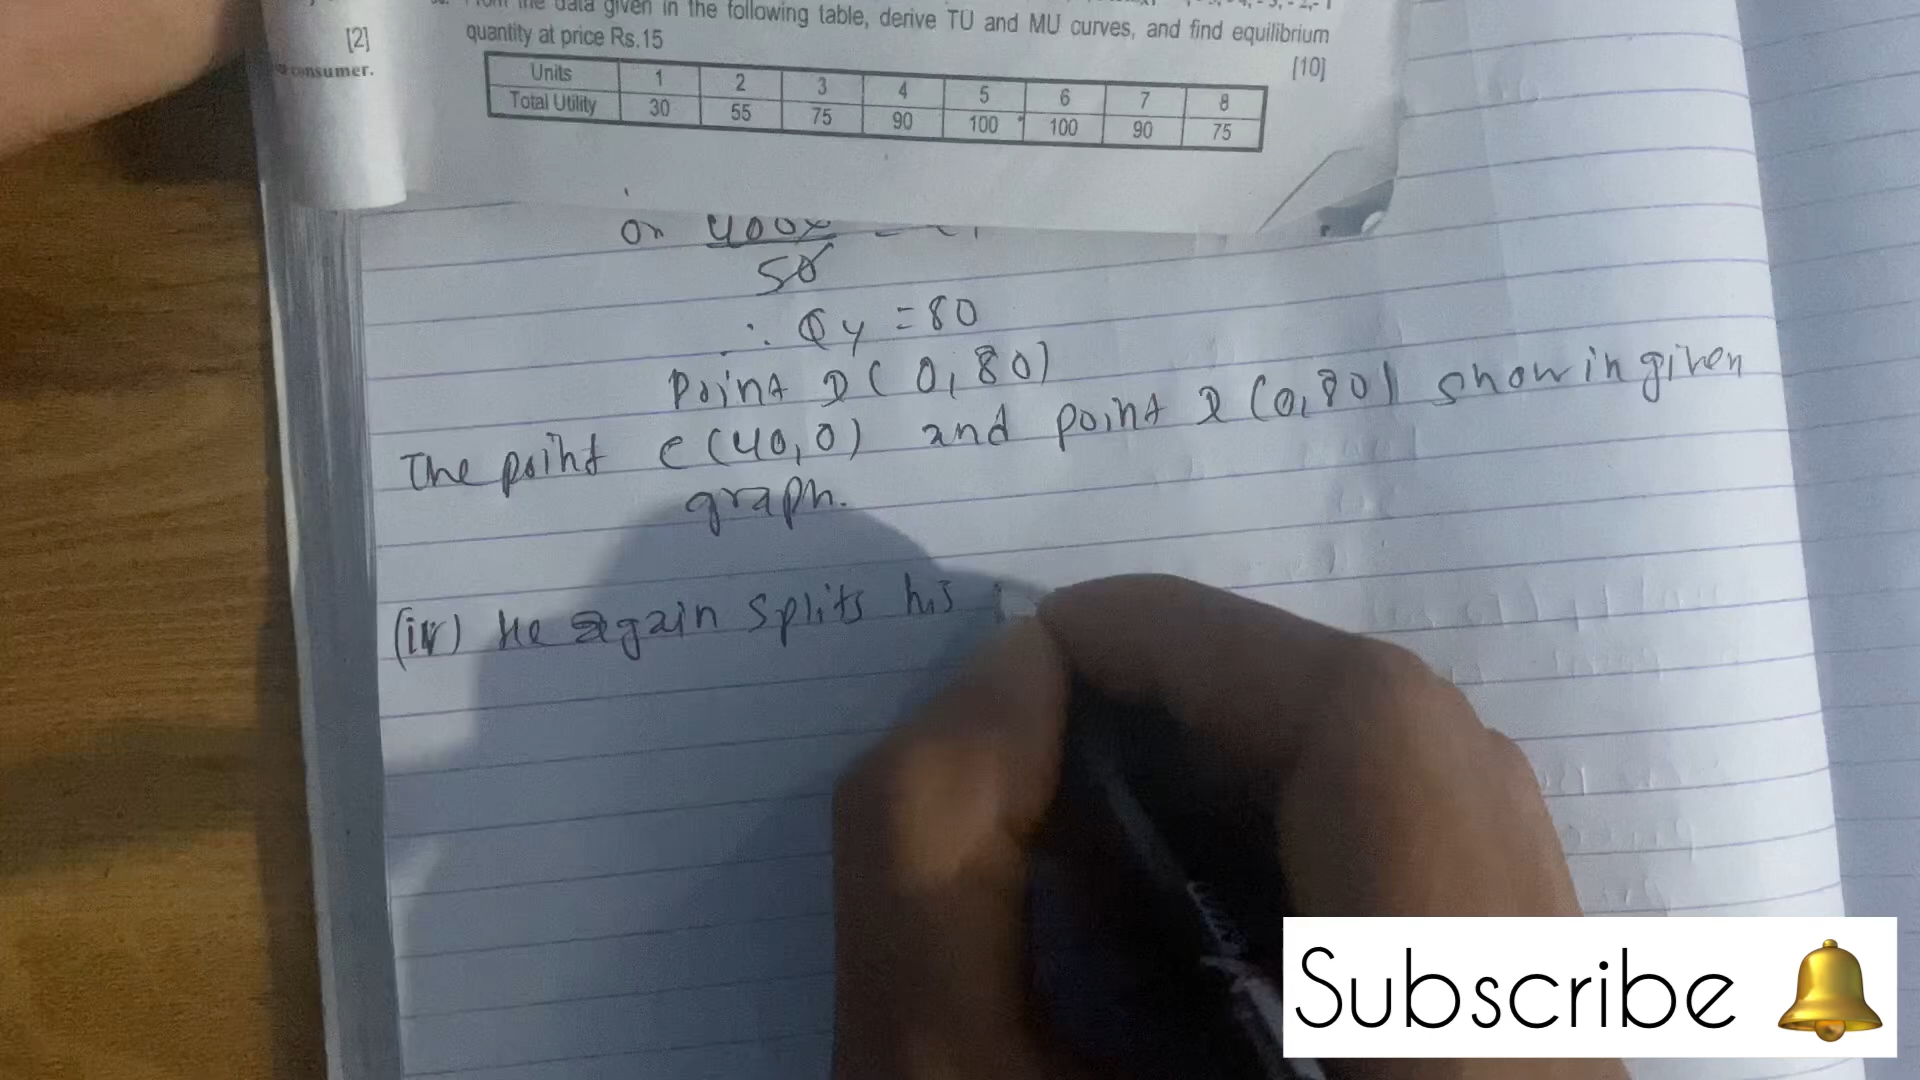 the data given in the following table, derive TU and MU curves, and find equilibrium
quantity at price Rs.15
[10]
[2]
consumer.
Units 1 2 3 4 5 6 7 8
Total Utility 30 55 75 90 100 100 90 75
or 400x
50
∴ Qy = 80
Point D (0,80)
The point C (40,0) and point D (0,80) show in given
graph.
(iv) He again splits his
Subscribe